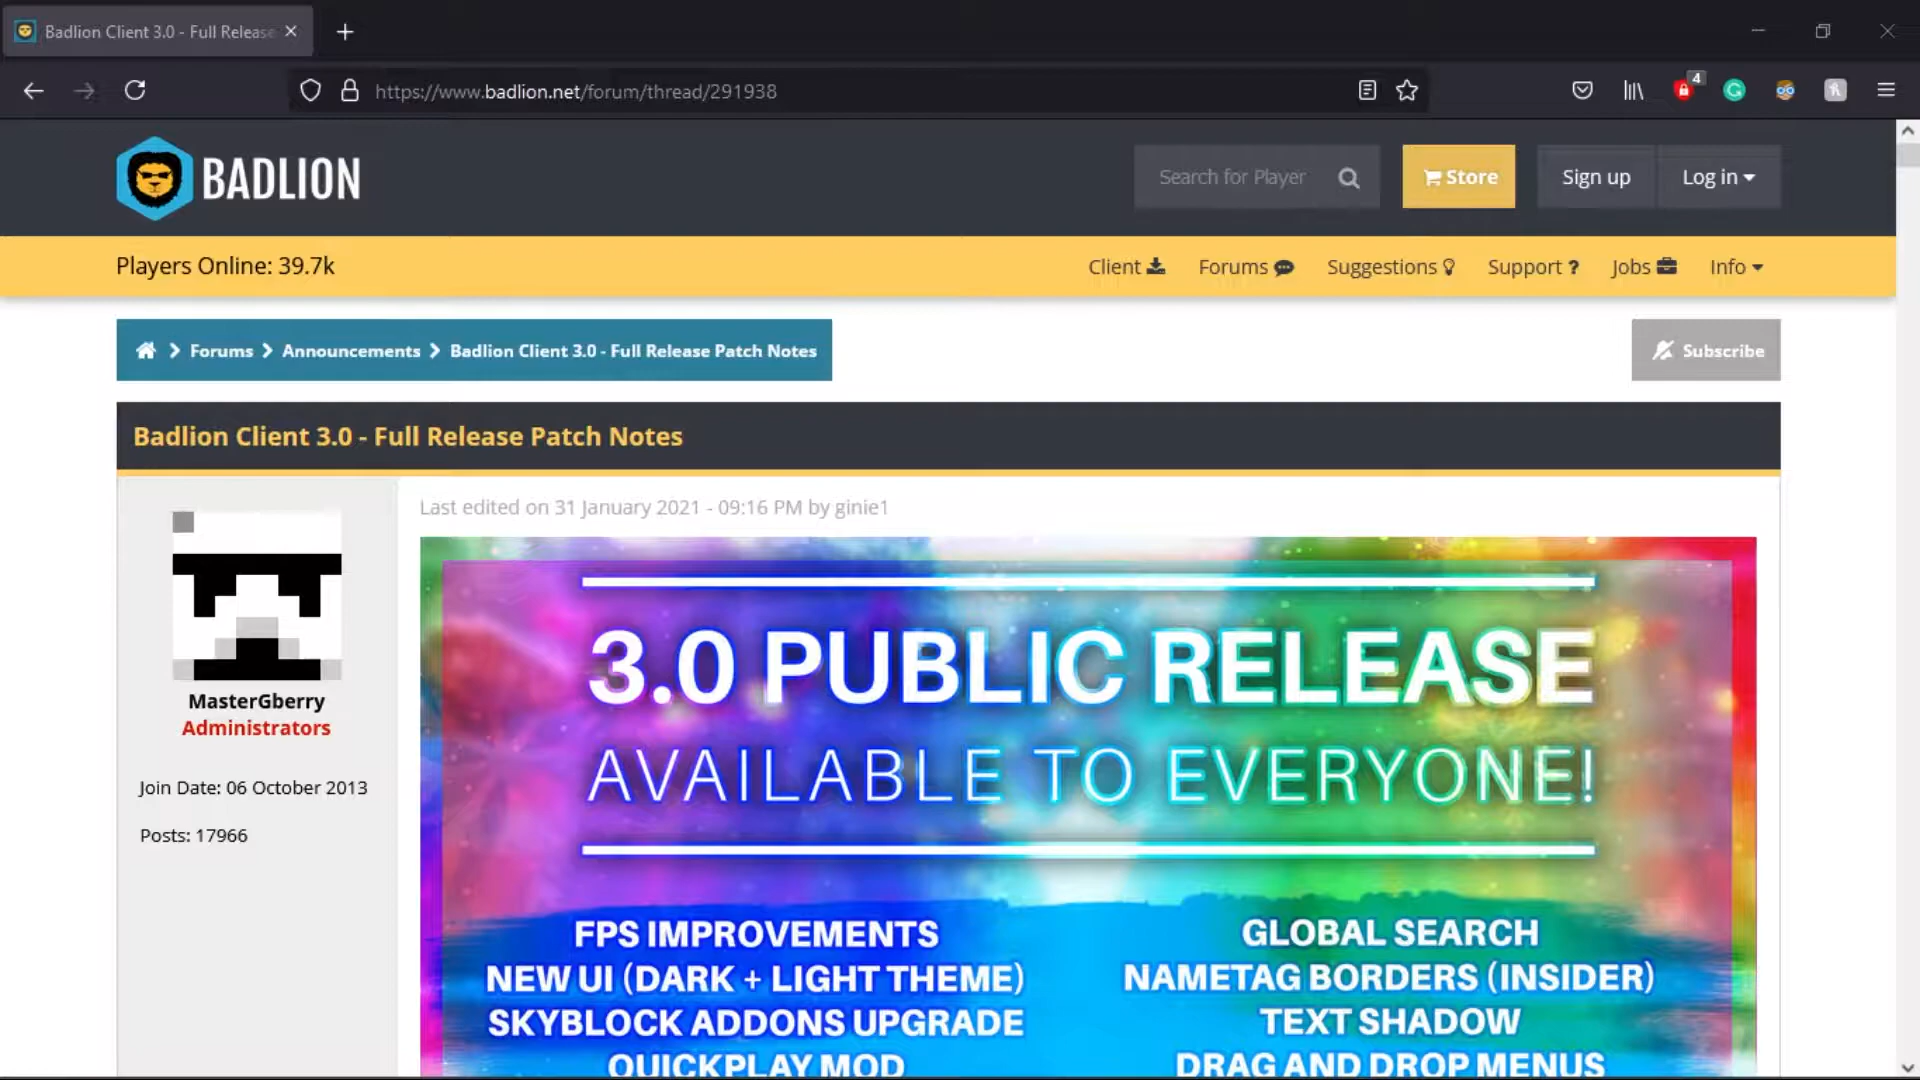 Badlion Client 3.0 - Full Release
4
https://www.badlion.net/forum/thread/291938
BADLION
Search for Player
Store
Sign up
Log in
Players Online: 39.7k
Client
Forums
Suggestions
Support ?
Jobs
Info
Forums
Announcements
Badlion Client 3.0 - Full Release Patch Notes
Subscribe
Badlion Client 3.0 - Full Release Patch Notes
Last edited on 31 January 2021 - 09:16 PM by ginie1
MasterGberry
Administrators
Join Date: 06 October 2013
Posts: 17966
3.0 PUBLIC RELEASE
AVAILABLE TO EVERYONE!
FPS IMPROVEMENTS
NEW UI (DARK + LIGHT THEME)
SKYBLOCK ADDONS UPGRADE
QUICKPLAY MOD
GLOBAL SEARCH
NAMETAG BORDERS (INSIDER)
TEXT SHADOW
DRAG AND DROP MENUS